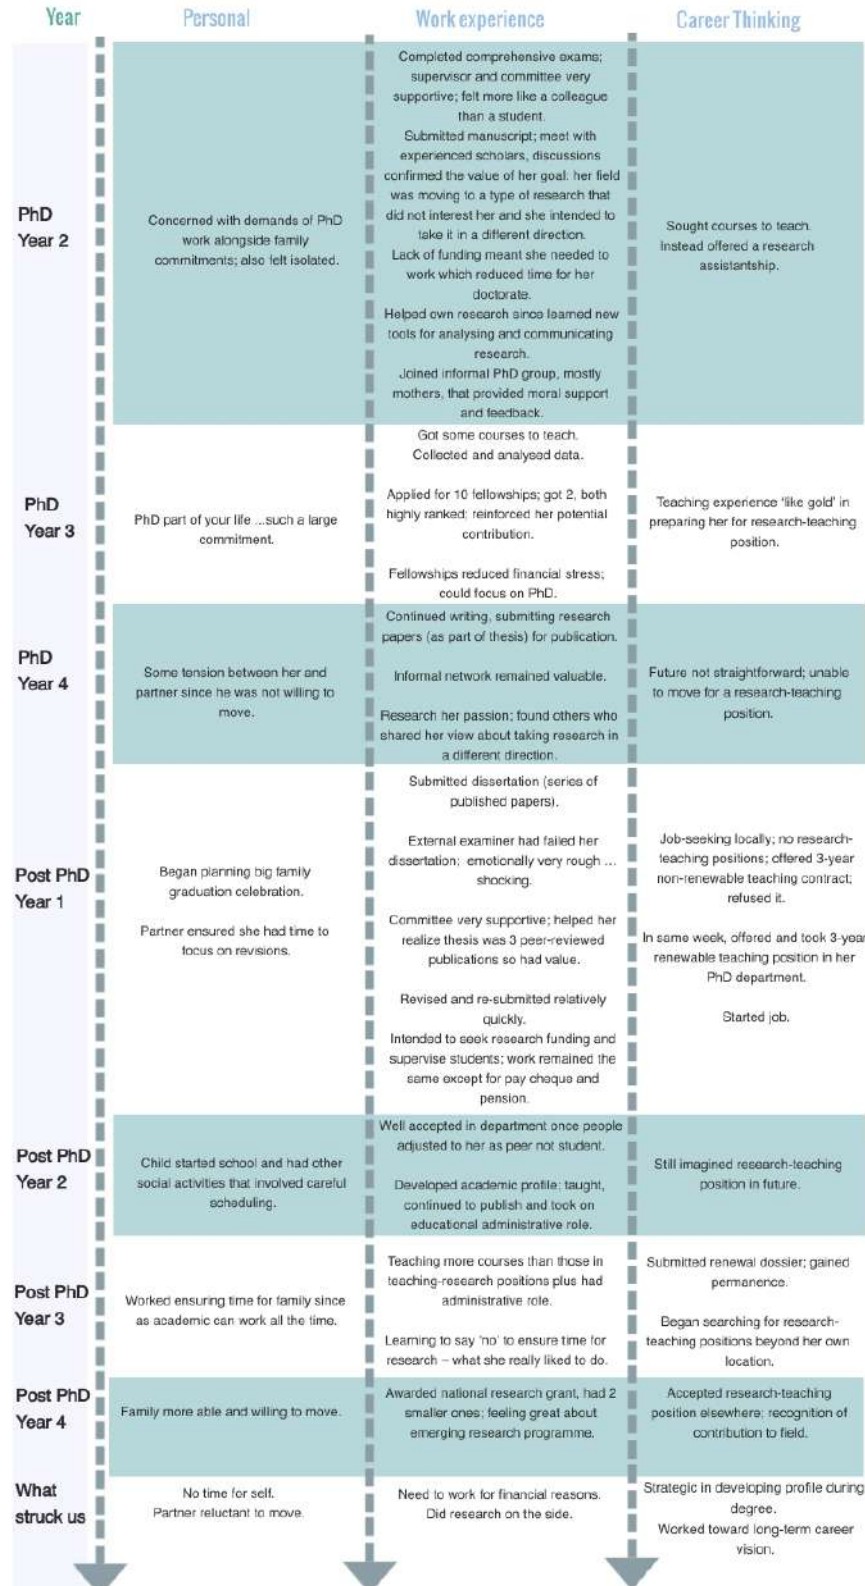 Year
Personal
Work experience
Career Thinking
PhD
Year 2
Concerned with demands of PhD
work alongside family
commitments; also felt isolated.
Completed comprehensive exams;
supervisor and committee very
supportive; felt more like a colleague
than a student.
Submitted manuscript; meet with
experienced scholars, discussions
confirmed the value of her goal: her field
was moving to a type of research that
did not interest her and she intended to
take it in a different direction.
Lack of funding meant she needed to
work which reduced time for her
doctorate.
Helped own research since learned new
tools for analysing and communicating
research.
Joined informal PhD group, mostly
mothers, that provided moral support
and feedback.
Sought courses to teach.
Instead offered a research
assistantship.
PhD
Year 3
PhD part of your life ...such a large
commitment.
Got some courses to teach.
Collected and analysed data.
Applied for 10 fellowships; got 2, both
highly ranked; reinforced her potential
contribution.
Fellowships reduced financial stress;
could focus on PhD.
Teaching experience 'like gold' in
preparing her for research-teaching
position.
PhD
Year 4
Some tension between her and
partner since he was not willing to
move.
Continued writing, submitting research
papers (as part of thesis) for publication.
Informal network remained valuable.
Research her passion; found others who
shared her view about taking research in
a different direction.
Future not straightforward; unable
to move for a research-teaching
position.
Post PhD
Year 1
Began planning big family
graduation celebration.
Partner ensured she had time to
focus on revisions.
Submitted dissertation (series of
published papers).
External examiner had failed her
dissertation; emotionally very rough ...
shocking.
Committee very supportive; helped her
realize thesis was 3 peer-reviewed
publications so had value.
Revised and re-submitted relatively
quickly.
Intended to seek research funding and
supervise students; work remained the
same except for pay cheque and
pension.
Job-seeking locally; no research-
teaching positions; offered 3-year
non-renewable teaching contract;
refused it.
In same week, offered and took 3-year
renewable teaching position in her
PhD department.
Started job.
Post PhD
Year 2
Child started school and had other
social activities that involved careful
scheduling.
Well accepted in department once people
adjusted to her as peer not student.
Developed academic profile; taught,
continued to publish and took on
educational administrative role.
Still imagined research-teaching
position in future.
Post PhD
Year 3
Worked ensuring time for family since
as academic can work all the time.
Teaching more courses than those in
teaching-research positions plus had
administrative role.
Learning to say 'no' to ensure time for
research – what she really liked to do.
Submitted renewal dossier; gained
permanence.
Began searching for research-
teaching positions beyond her own
location.
Post PhD
Year 4
Family more able and willing to move.
Awarded national research grant, had 2
smaller ones; feeling great about
emerging research programme.
Accepted research-teaching
position elsewhere; recognition of
contribution to field.
What
struck us
No time for self.
Partner reluctant to move.
Need to work for financial reasons.
Did research on the side.
Strategic in developing profile during
degree.
Worked toward long-term career
vision.